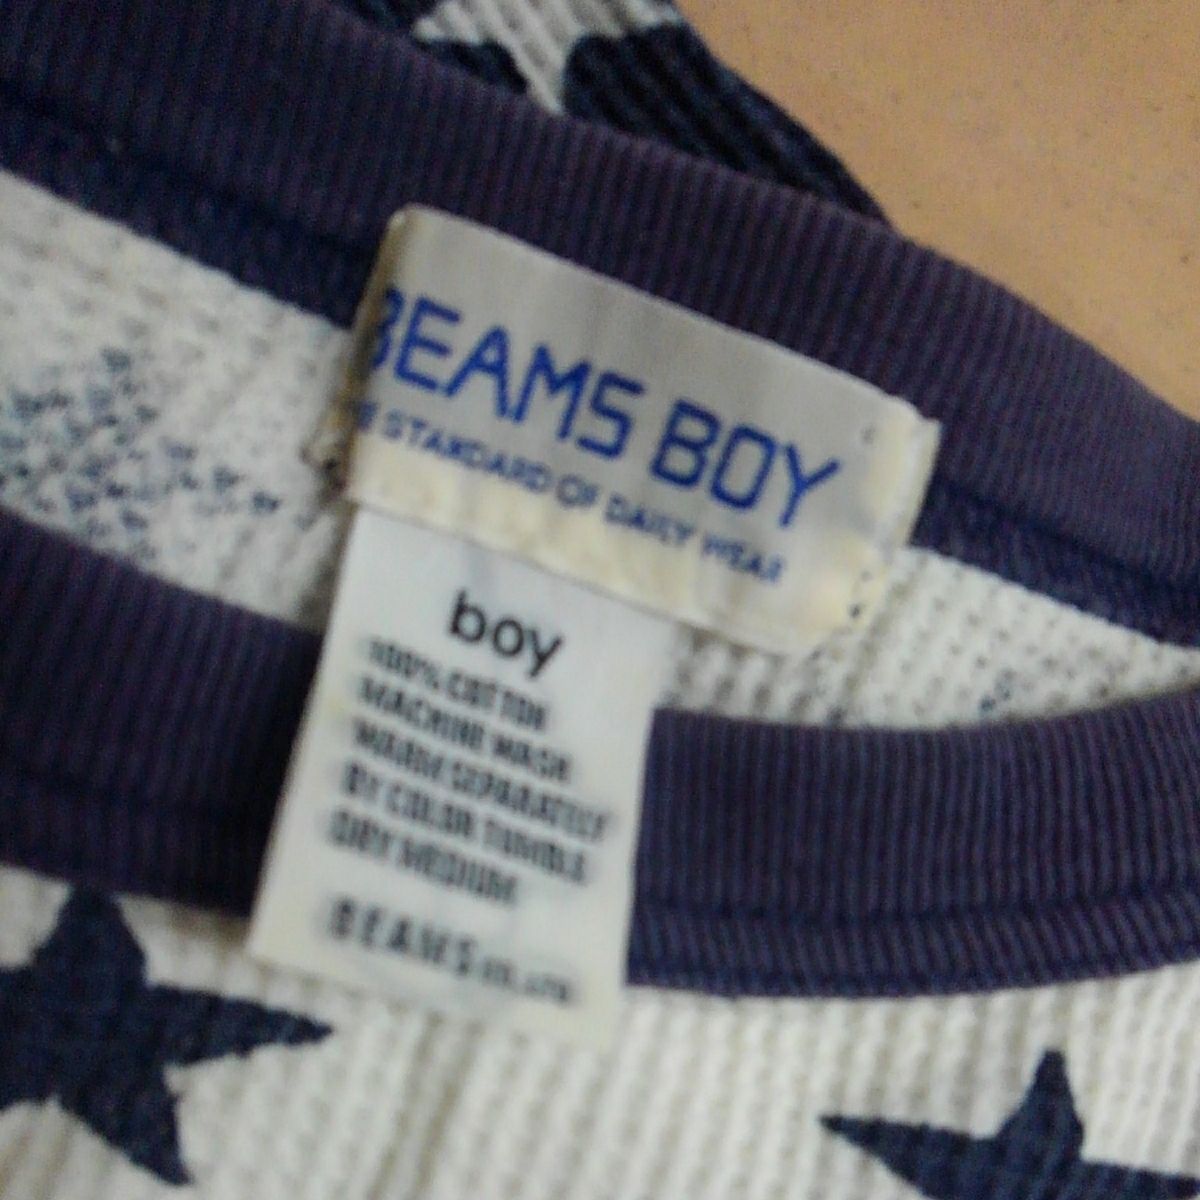 BEAMS BOY
STANDARD OF DAILY WEAR
boy
100% COTTON
MACHINE WASH
WARM SEPARATELY
BY COLOR TUMBLE
DRY MEDIUM
BEAMS